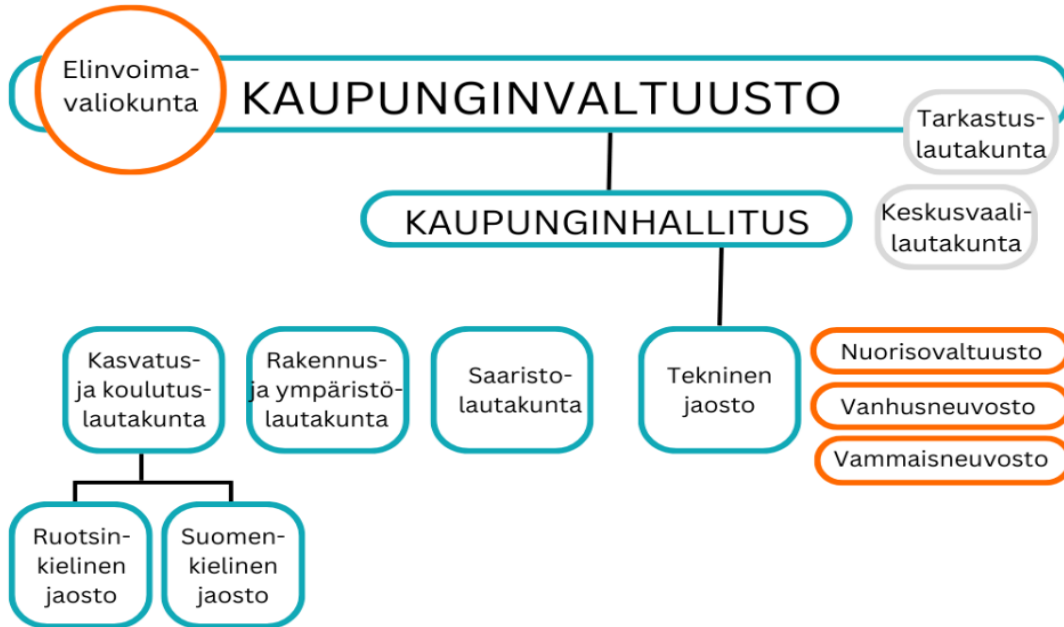 Elinvoima-
valiokunta
KAUPUNGINVALTUUSTO
Tarkastus-
lautakunta
KAUPUNGINHALLITUS
Keskusvaali-
lautakunta
Kasvatus-
ja koulutus-
lautakunta
Rakennus-
ja ympäristö-
lautakunta
Saaristo-
lautakunta
Tekninen
jaosto
Nuorisovaltuusto
Vanhusneuvosto
Vammaisneuvosto
Ruotsin-
kielinen
jaosto
Suomen-
kielinen
jaosto